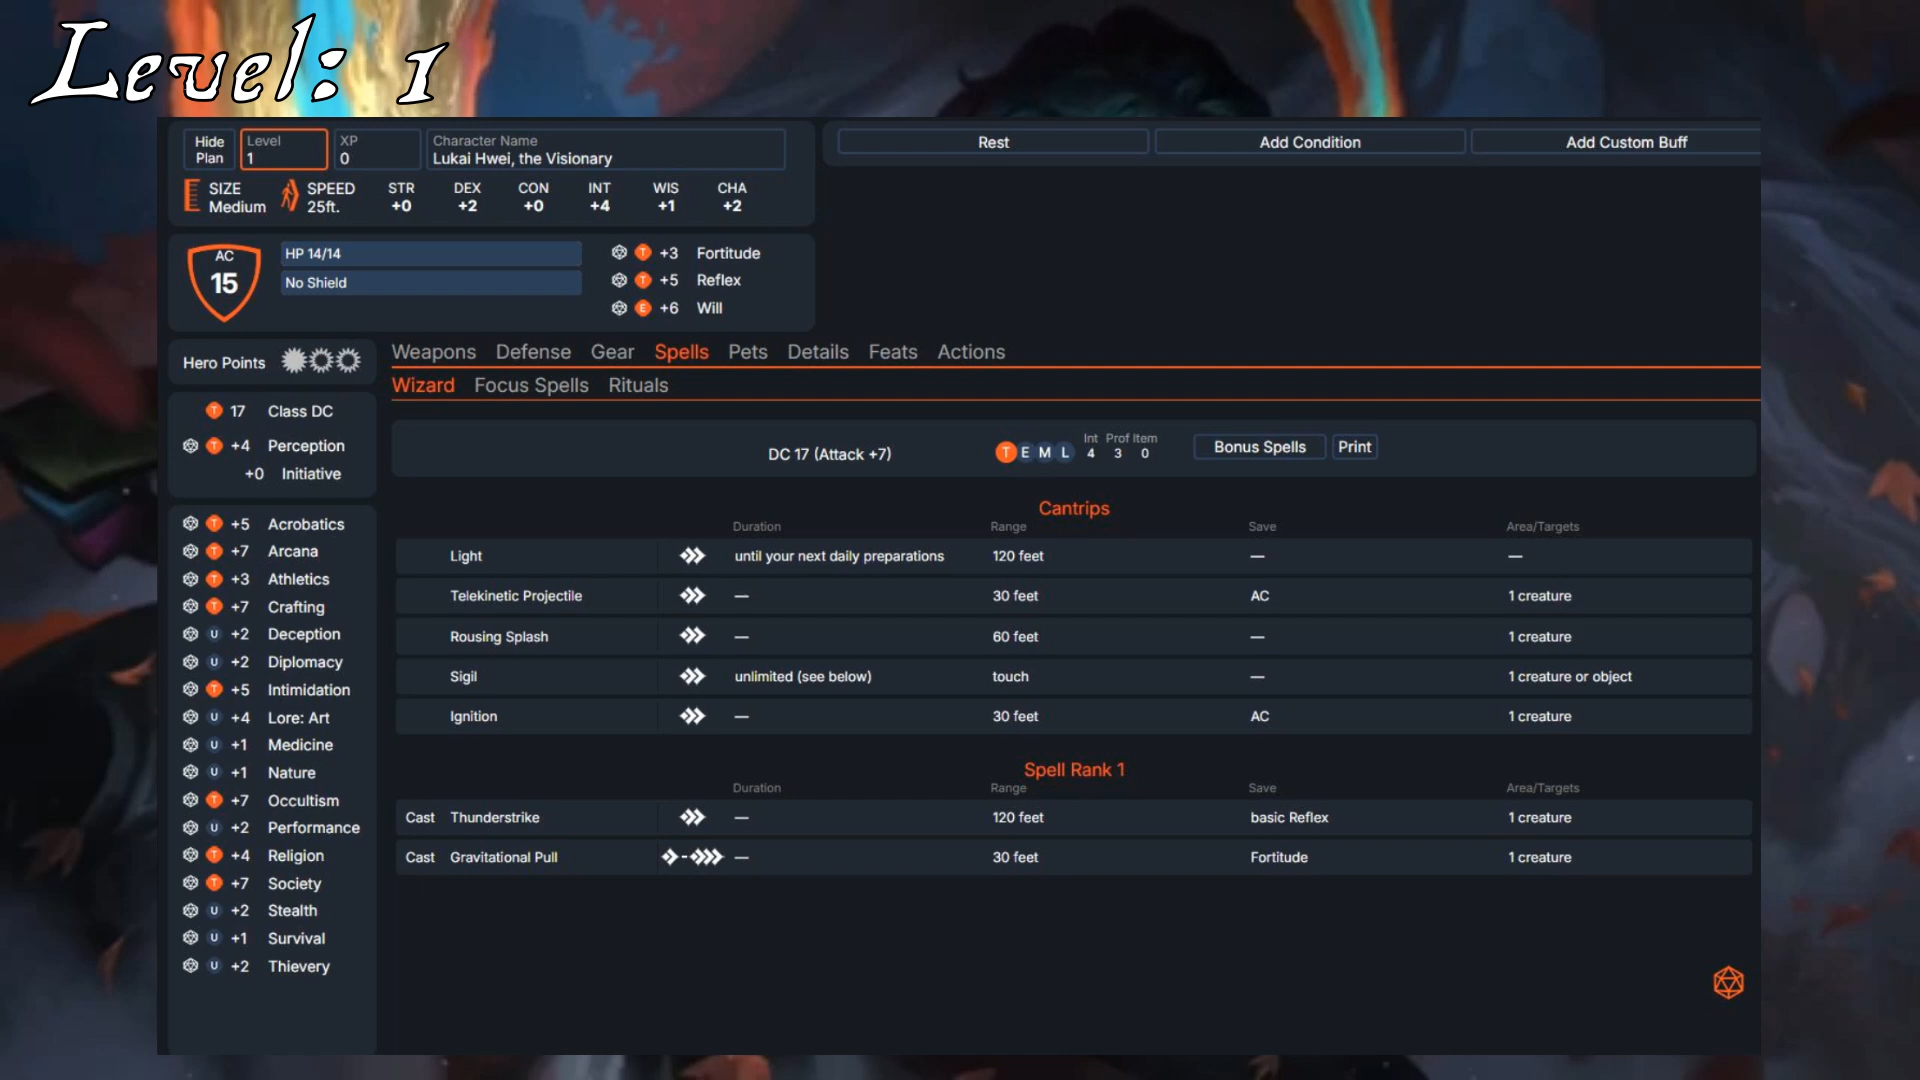 Level: 1
Hide Plan
Level
1
XP
0
Character Name
Lukai Hwei, the Visionary
Rest
Add Condition
Add Custom Buff
SIZE
Medium
SPEED
25ft.
STR
+0
DEX
+2
CON
+0
INT
+4
WIS
+1
CHA
+2
AC
15
HP 14/14
No Shield
T +3 Fortitude
T +5 Reflex
E +6 Will
Hero Points
T 17 Class DC
T +4 Perception
+0 Initiative
T +5 Acrobatics
T +7 Arcana
T +3 Athletics
T +7 Crafting
U +2 Deception
U +2 Diplomacy
T +5 Intimidation
U +4 Lore: Art
U +1 Medicine
U +1 Nature
T +7 Occultism
U +2 Performance
T +4 Religion
T +7 Society
U +2 Stealth
U +1 Survival
U +2 Thievery
Weapons Defense Gear Spells Pets Details Feats Actions
Wizard Focus Spells Rituals
DC 17 (Attack +7)
T E M L
Int Prof Item
4 3 0
Bonus Spells
Print
Cantrips
Duration Range Save Area/Targets
Light until your next daily preparations 120 feet — —
Telekinetic Projectile — 30 feet AC 1 creature
Rousing Splash — 60 feet — 1 creature
Sigil unlimited (see below) touch — 1 creature or object
Ignition — 30 feet AC 1 creature
Spell Rank 1
Duration Range Save Area/Targets
Cast Thunderstrike — 120 feet basic Reflex 1 creature
Cast Gravitational Pull — 30 feet Fortitude 1 creature